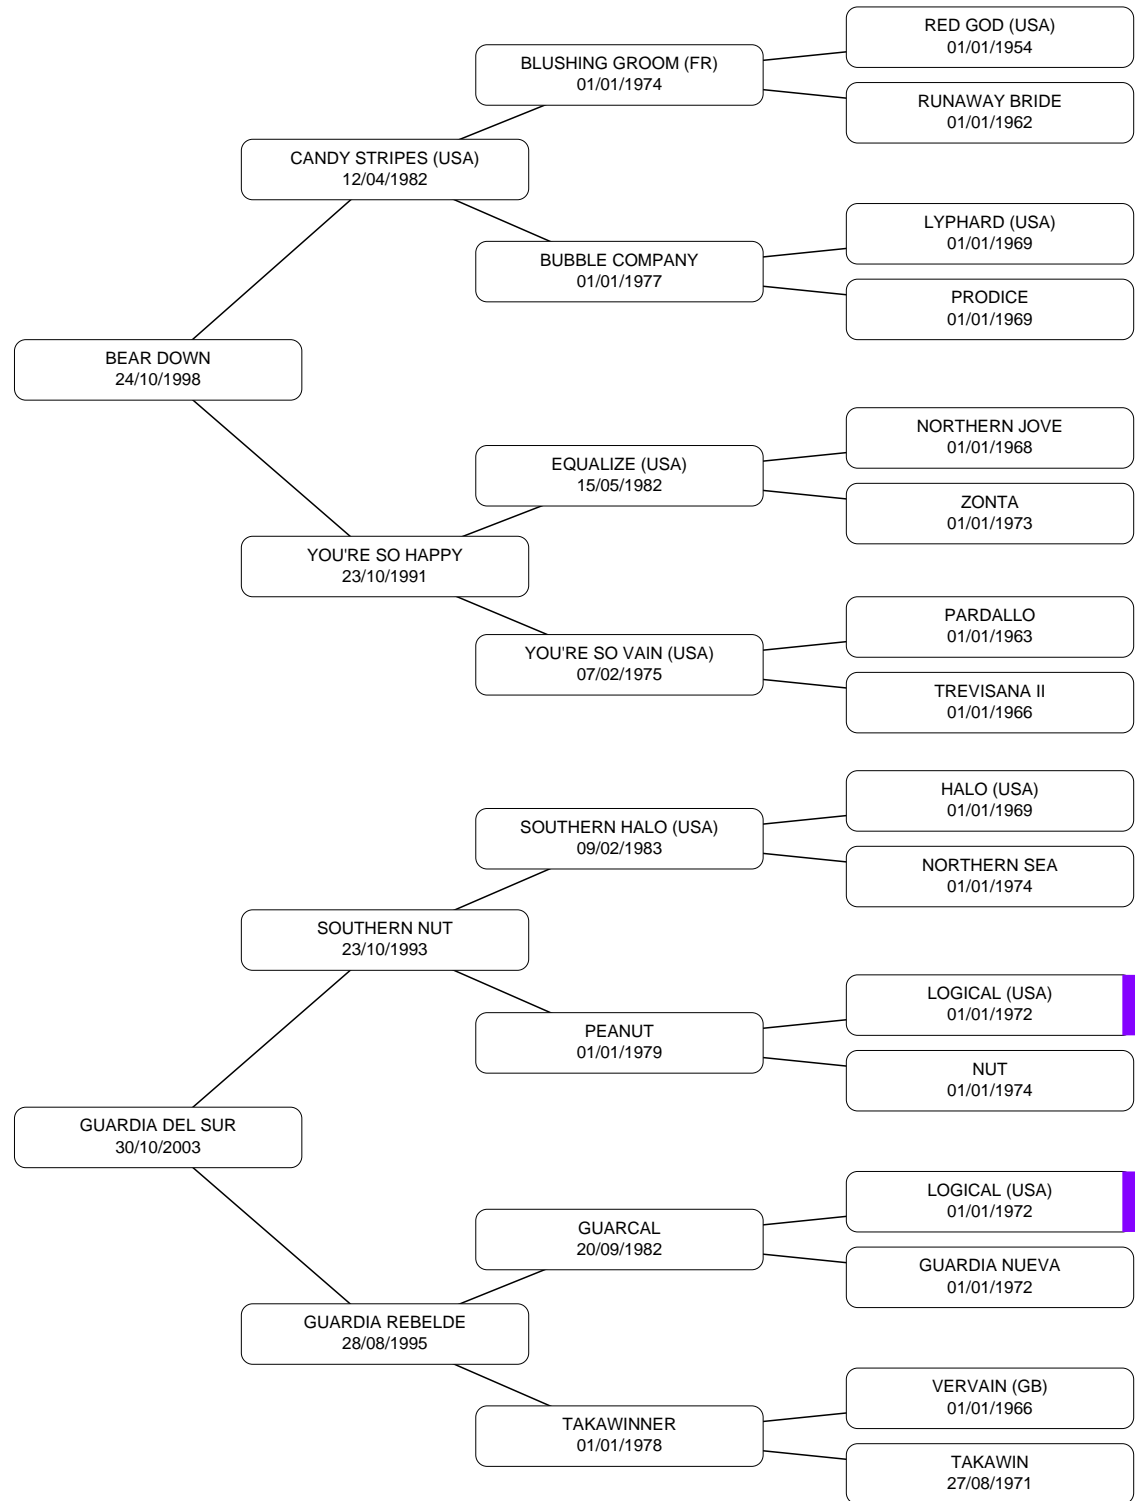 RED GOD (USA)
01/01/1954
BLUSHING GROOM (FR)
01/01/1974
RUNAWAY BRIDE
01/01/1962
CANDY STRIPES (USA)
12/04/1982
LYPHARD (USA)
01/01/1969
BUBBLE COMPANY
01/01/1977
PRODICE
01/01/1969
BEAR DOWN
24/10/1998
NORTHERN JOVE
01/01/1968
EQUALIZE (USA)
15/05/1982
ZONTA
01/01/1973
YOU'RE SO HAPPY
23/10/1991
PARDALLO
01/01/1963
YOU'RE SO VAIN (USA)
07/02/1975
TREVISANA II
01/01/1966
HALO (USA)
01/01/1969
SOUTHERN HALO (USA)
09/02/1983
NORTHERN SEA
01/01/1974
SOUTHERN NUT
23/10/1993
LOGICAL (USA)
01/01/1972
PEANUT
01/01/1979
NUT
01/01/1974
GUARDIA DEL SUR
30/10/2003
LOGICAL (USA)
01/01/1972
GUARCAL
20/09/1982
GUARDIA NUEVA
01/01/1972
GUARDIA REBELDE
28/08/1995
VERVAIN (GB)
01/01/1966
TAKAWINNER
01/01/1978
TAKAWIN
27/08/1971